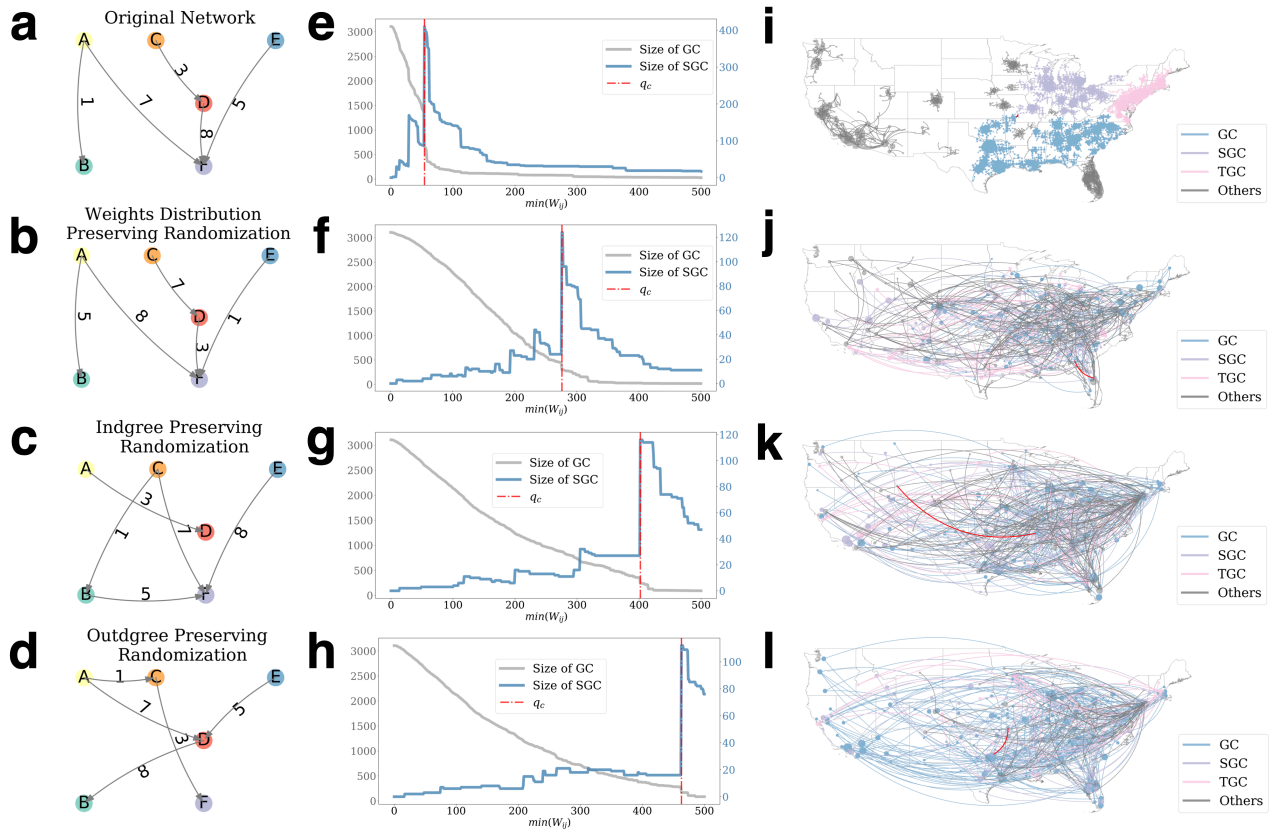 a
Original Network
A
C
E
3
1
7
5
D
8
B
F
b
Weights Distribution
Preserving Randomization
A
C
E
7
5
8
1
D
3
B
F
c
Indgree Preserving
Randomization
A
C
E
3
1
7
8
D
B
5
F
d
Outdgree Preserving
Randomization
A
1
C
E
7
5
3
D
8
B
F
e
3000
2500
2000
1500
1000
500
0
400
300
200
100
0
Size of GC
Size of SGC
qc
0 100 200 300 400 500
min(Wij)
f
3000
2500
2000
1500
1000
500
0
120
100
80
60
40
20
0
Size of GC
Size of SGC
qc
0 100 200 300 400 500
min(Wij)
g
3000
2500
2000
1500
1000
500
0
120
100
80
60
40
20
0
Size of GC
Size of SGC
qc
0 100 200 300 400 500
min(Wij)
h
3000
2500
2000
1500
1000
500
0
100
80
60
40
20
0
Size of GC
Size of SGC
qc
0 100 200 300 400 500
min(Wij)
i
GC
SGC
TGC
Others
j
GC
SGC
TGC
Others
k
GC
SGC
TGC
Others
l
GC
SGC
TGC
Others